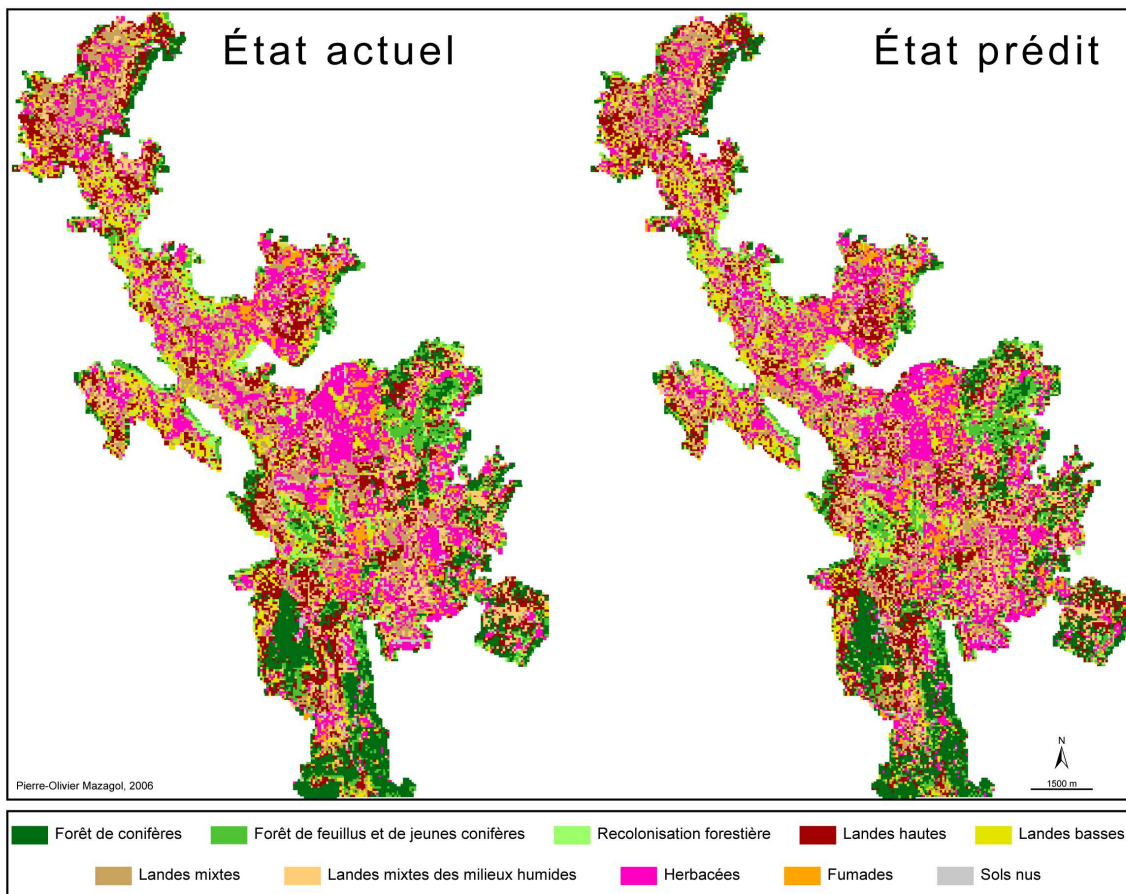 État actuel
État prédit
N
1500 m
Pierre-Olivier Mazagol, 2006
Forêt de conifères
Forêt de feuillus et de jeunes conifères
Recolonisation forestière
Landes hautes
Landes basses
Landes mixtes
Landes mixtes des milieux humides
Herbacées
Fumades
Sols nus